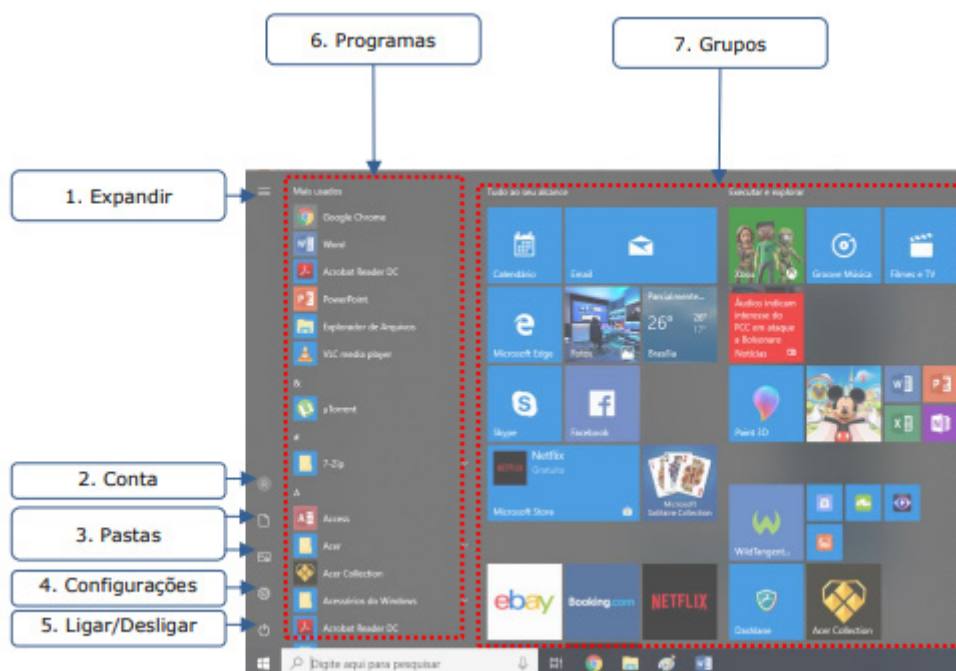 6. Programas
7. Grupos
1. Expandir
2. Conta
3. Pastas
4. Configurações
5. Ligar/Desligar
Mais usados
Google Chrome
Word
Acrobat Reader DC
PowerPoint
Explorador de Arquivos
VLC media player
&
µTorrent
#
7-Zip
A
Access
Acer
Acer Collection
Acessórios do Windows
Acrobat Reader DC
Tudo ao seu alcance
Calendário
Email
Microsoft Edge
Fotos
Parcialmente...
26° 28°
17°
Brasília
Skype
Facebook
Netflix
Gratuito
NETFLIX
Microsoft Store
Microsoft
Solitaire Collection
ebay
Booking.com
NETFLIX
Executar e explorar
Xbox
Groove Música
Filmes e TV
Áudios indicam
interesse do
PCC em ataque
a Bolsonaro
Notícias
Paint 3D
WildTangent...
Dashlane
Acer Collection
Digite aqui para pesquisar